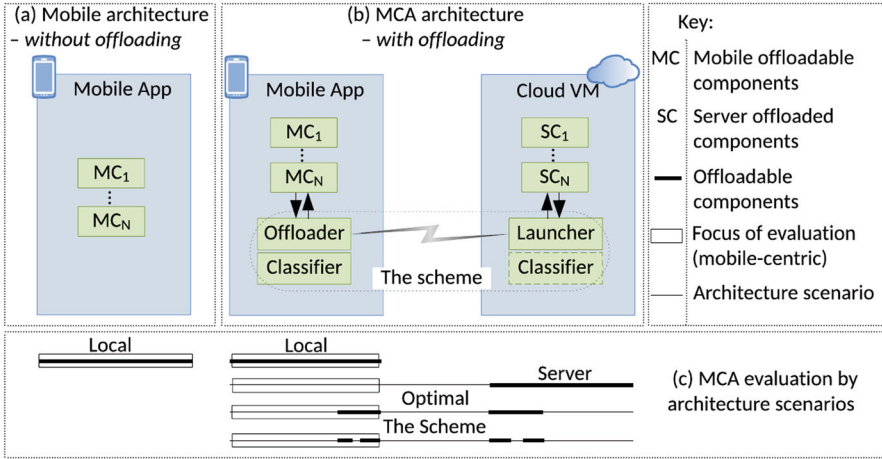 (a) Mobile architecture
– without offloading
Mobile App
MC1
MCN
(b) MCA architecture
– with offloading
Mobile App
MC1
MCN
Offloader
Classifier
The scheme
Cloud VM
SC1
SCN
Launcher
Classifier
Key:
MC Mobile offloadable
components
SC Server offloaded
components
Offloadable
components
Focus of evaluation
(mobile-centric)
Architecture scenario
Local
Local
Server
Optimal
The Scheme
(c) MCA evaluation by
architecture scenarios